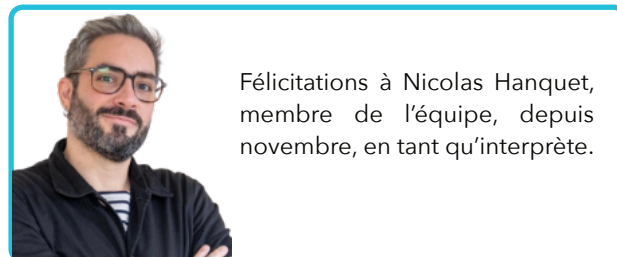 Félicitations à Nicolas Hanquet,
membre de l’équipe, depuis
novembre, en tant qu’interprète.